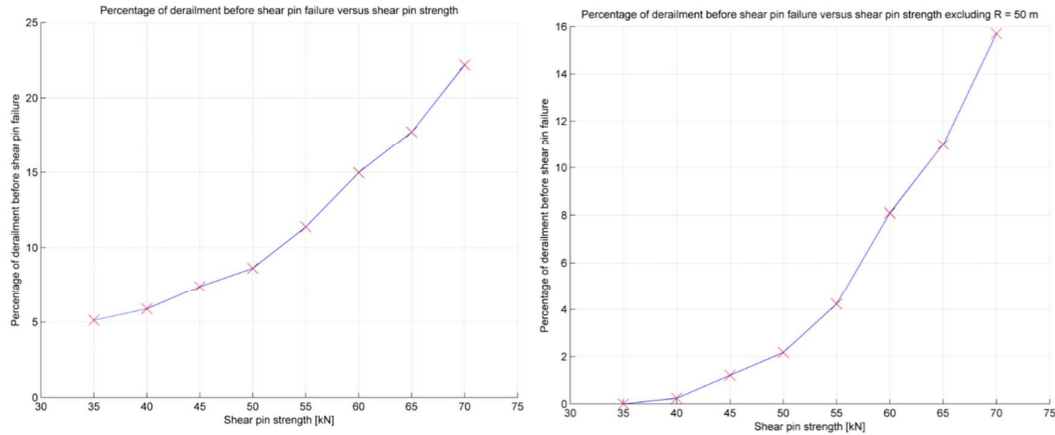 Percentage of derailment before shear pin failure versus shear pin strength
Percentage of derailment before shear pin failure
25
20
15
10
5
0
30 35 40 45 50 55 60 65 70 75
Shear pin strength [kN]
Percentage of derailment before shear pin failure versus shear pin strength excluding R = 50 m
Percentage of derailment before shear pin failure
16
14
12
10
8
6
4
2
0
30 35 40 45 50 55 60 65 70 75
Shear pin strength [kN]